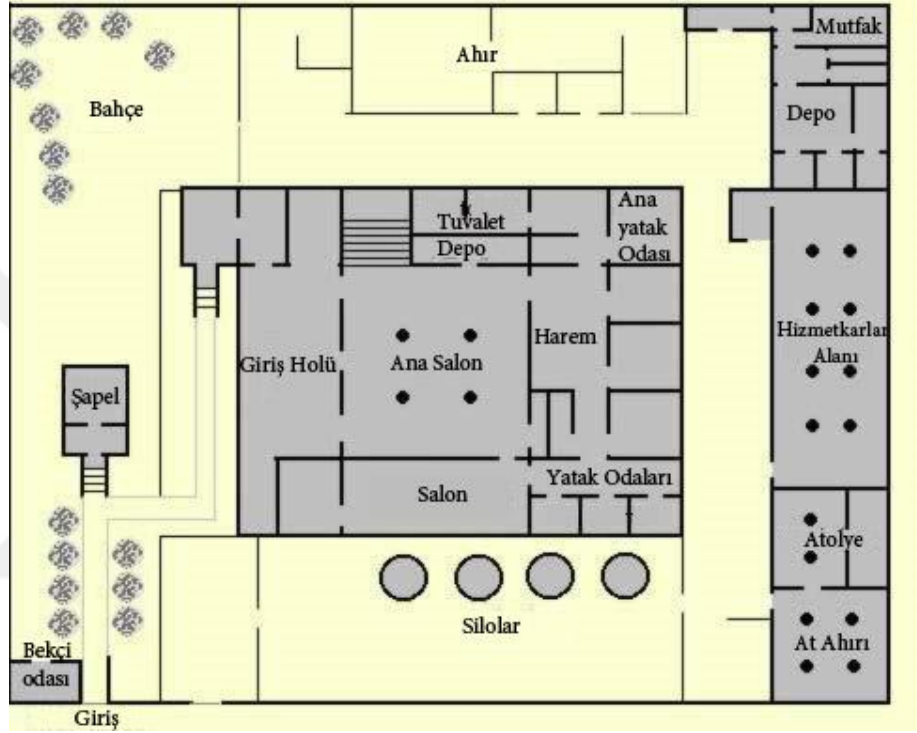 Mutfak
Ahır
Bahçe
Depo
Ana
yatak
Odası
Tuvalet
Depo
Hizmetkarlar
Alanı
Harem
Giriş Holü
Ana Salon
Şapel
Yatak Odaları
Salon
Atolye
Silolar
At Ahırı
Bekçi
odası
Giriş